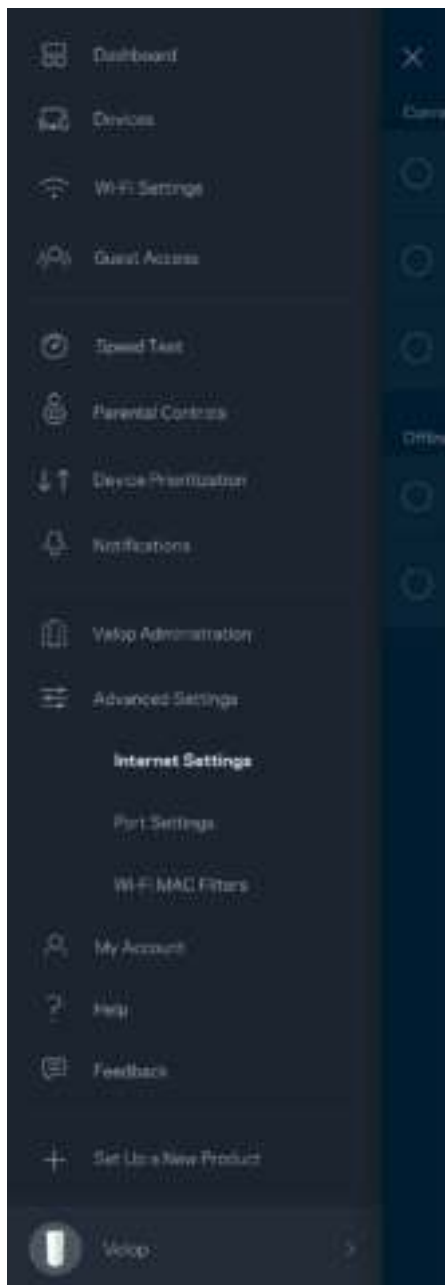 Dashboard
Devices
Wi-Fi Settings
Guest Access
Speed Test
Parental Controls
Device Prioritization
Notifications
Velop Administration
Advanced Settings
Internet Settings
Port Settings
Wi-Fi MAC Filters
My Account
Help
Feedback
Set Up a New Product
Velop
Offline